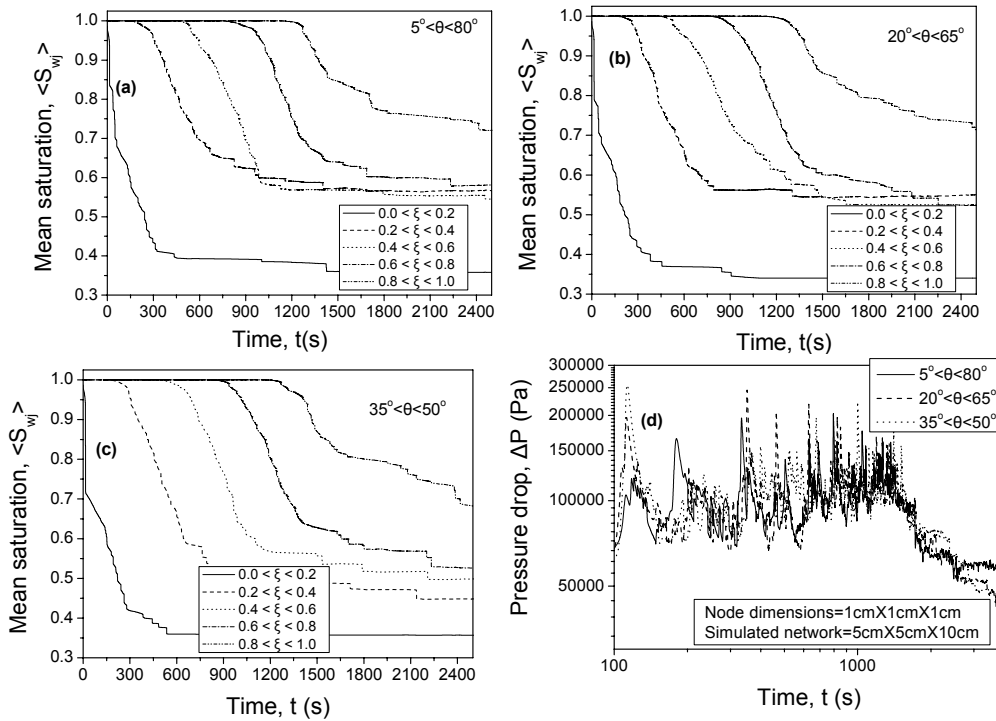 5°<θ<80°
(a)
Mean saturation, <S_wj>
1.0
0.9
0.8
0.7
0.6
0.5
0.4
0.3
0.0 < ξ < 0.2
0.2 < ξ < 0.4
0.4 < ξ < 0.6
0.6 < ξ < 0.8
0.8 < ξ < 1.0
0 300 600 900 1200 1500 1800 2100 2400
Time, t(s)
20°<θ<65°
(b)
Mean saturation, <S_wj>
1.0
0.9
0.8
0.7
0.6
0.5
0.4
0.3
0.0 < ξ < 0.2
0.2 < ξ < 0.4
0.4 < ξ < 0.6
0.6 < ξ < 0.8
0.8 < ξ < 1.0
0 300 600 900 1200 1500 1800 2100 2400
Time, t(s)
35°<θ<50°
(c)
Mean saturation, <S_wj>
1.0
0.9
0.8
0.7
0.6
0.5
0.4
0.3
0.0 < ξ < 0.2
0.2 < ξ < 0.4
0.4 < ξ < 0.6
0.6 < ξ < 0.8
0.8 < ξ < 1.0
0 300 600 900 1200 1500 1800 2100 2400
Time, t (s)
5°<θ<80°
20°<θ<65°
35°<θ<50°
(d)
Pressure drop, ΔP (Pa)
300000
250000
200000
150000
100000
50000
Node dimensions=1cmX1cmX1cm
Simulated network=5cmX5cmX10cm
100 1000
Time, t (s)